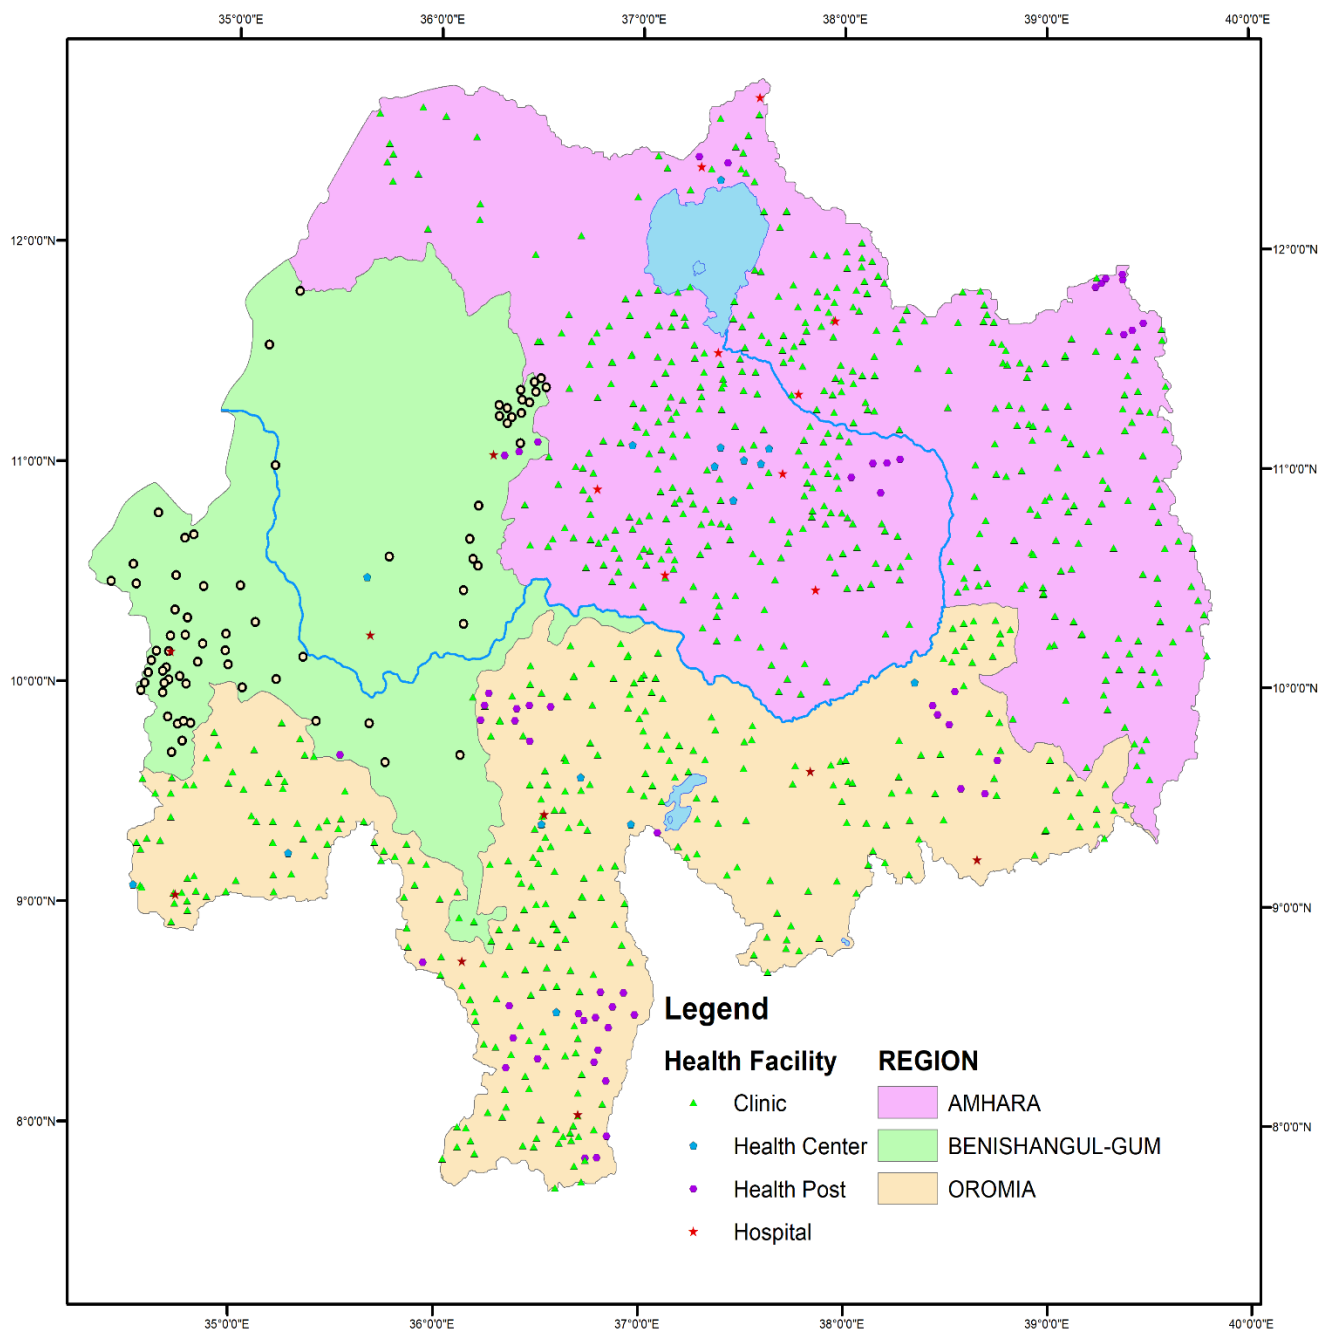 35°0'0"E 36°0'0"E 37°0'0"E 38°0'0"E 39°0'0"E 40°0'0"E
12°0'0"N 12°0'0"N
11°0'0"N 11°0'0"N
10°0'0"N 10°0'0"N
9°0'0"N 9°0'0"N
8°0'0"N 8°0'0"N
Legend
Health Facility REGION
Clinic AMHARA
Health Center BENISHANGUL-GUM
Health Post OROMIA
Hospital
35°0'0"E 36°0'0"E 37°0'0"E 38°0'0"E 39°0'0"E 40°0'0"E